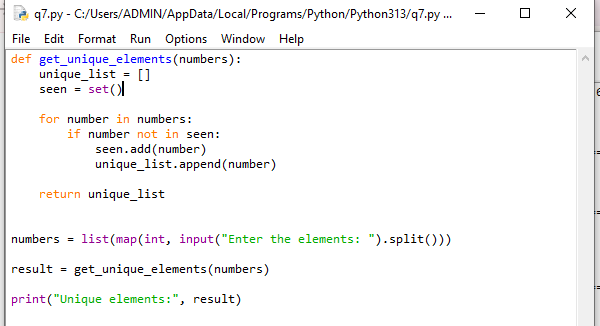 q7.py - C:/Users/ADMIN/AppData/Local/Programs/Python/Python313/q7.py ...
File Edit Format Run Options Window Help
def get_unique_elements(numbers):
    unique_list = []
    seen = set()
    for number in numbers:
        if number not in seen:
            seen.add(number)
            unique_list.append(number)
    return unique_list
numbers = list(map(int, input("Enter the elements: ").split()))
result = get_unique_elements(numbers)
print("Unique elements:", result)